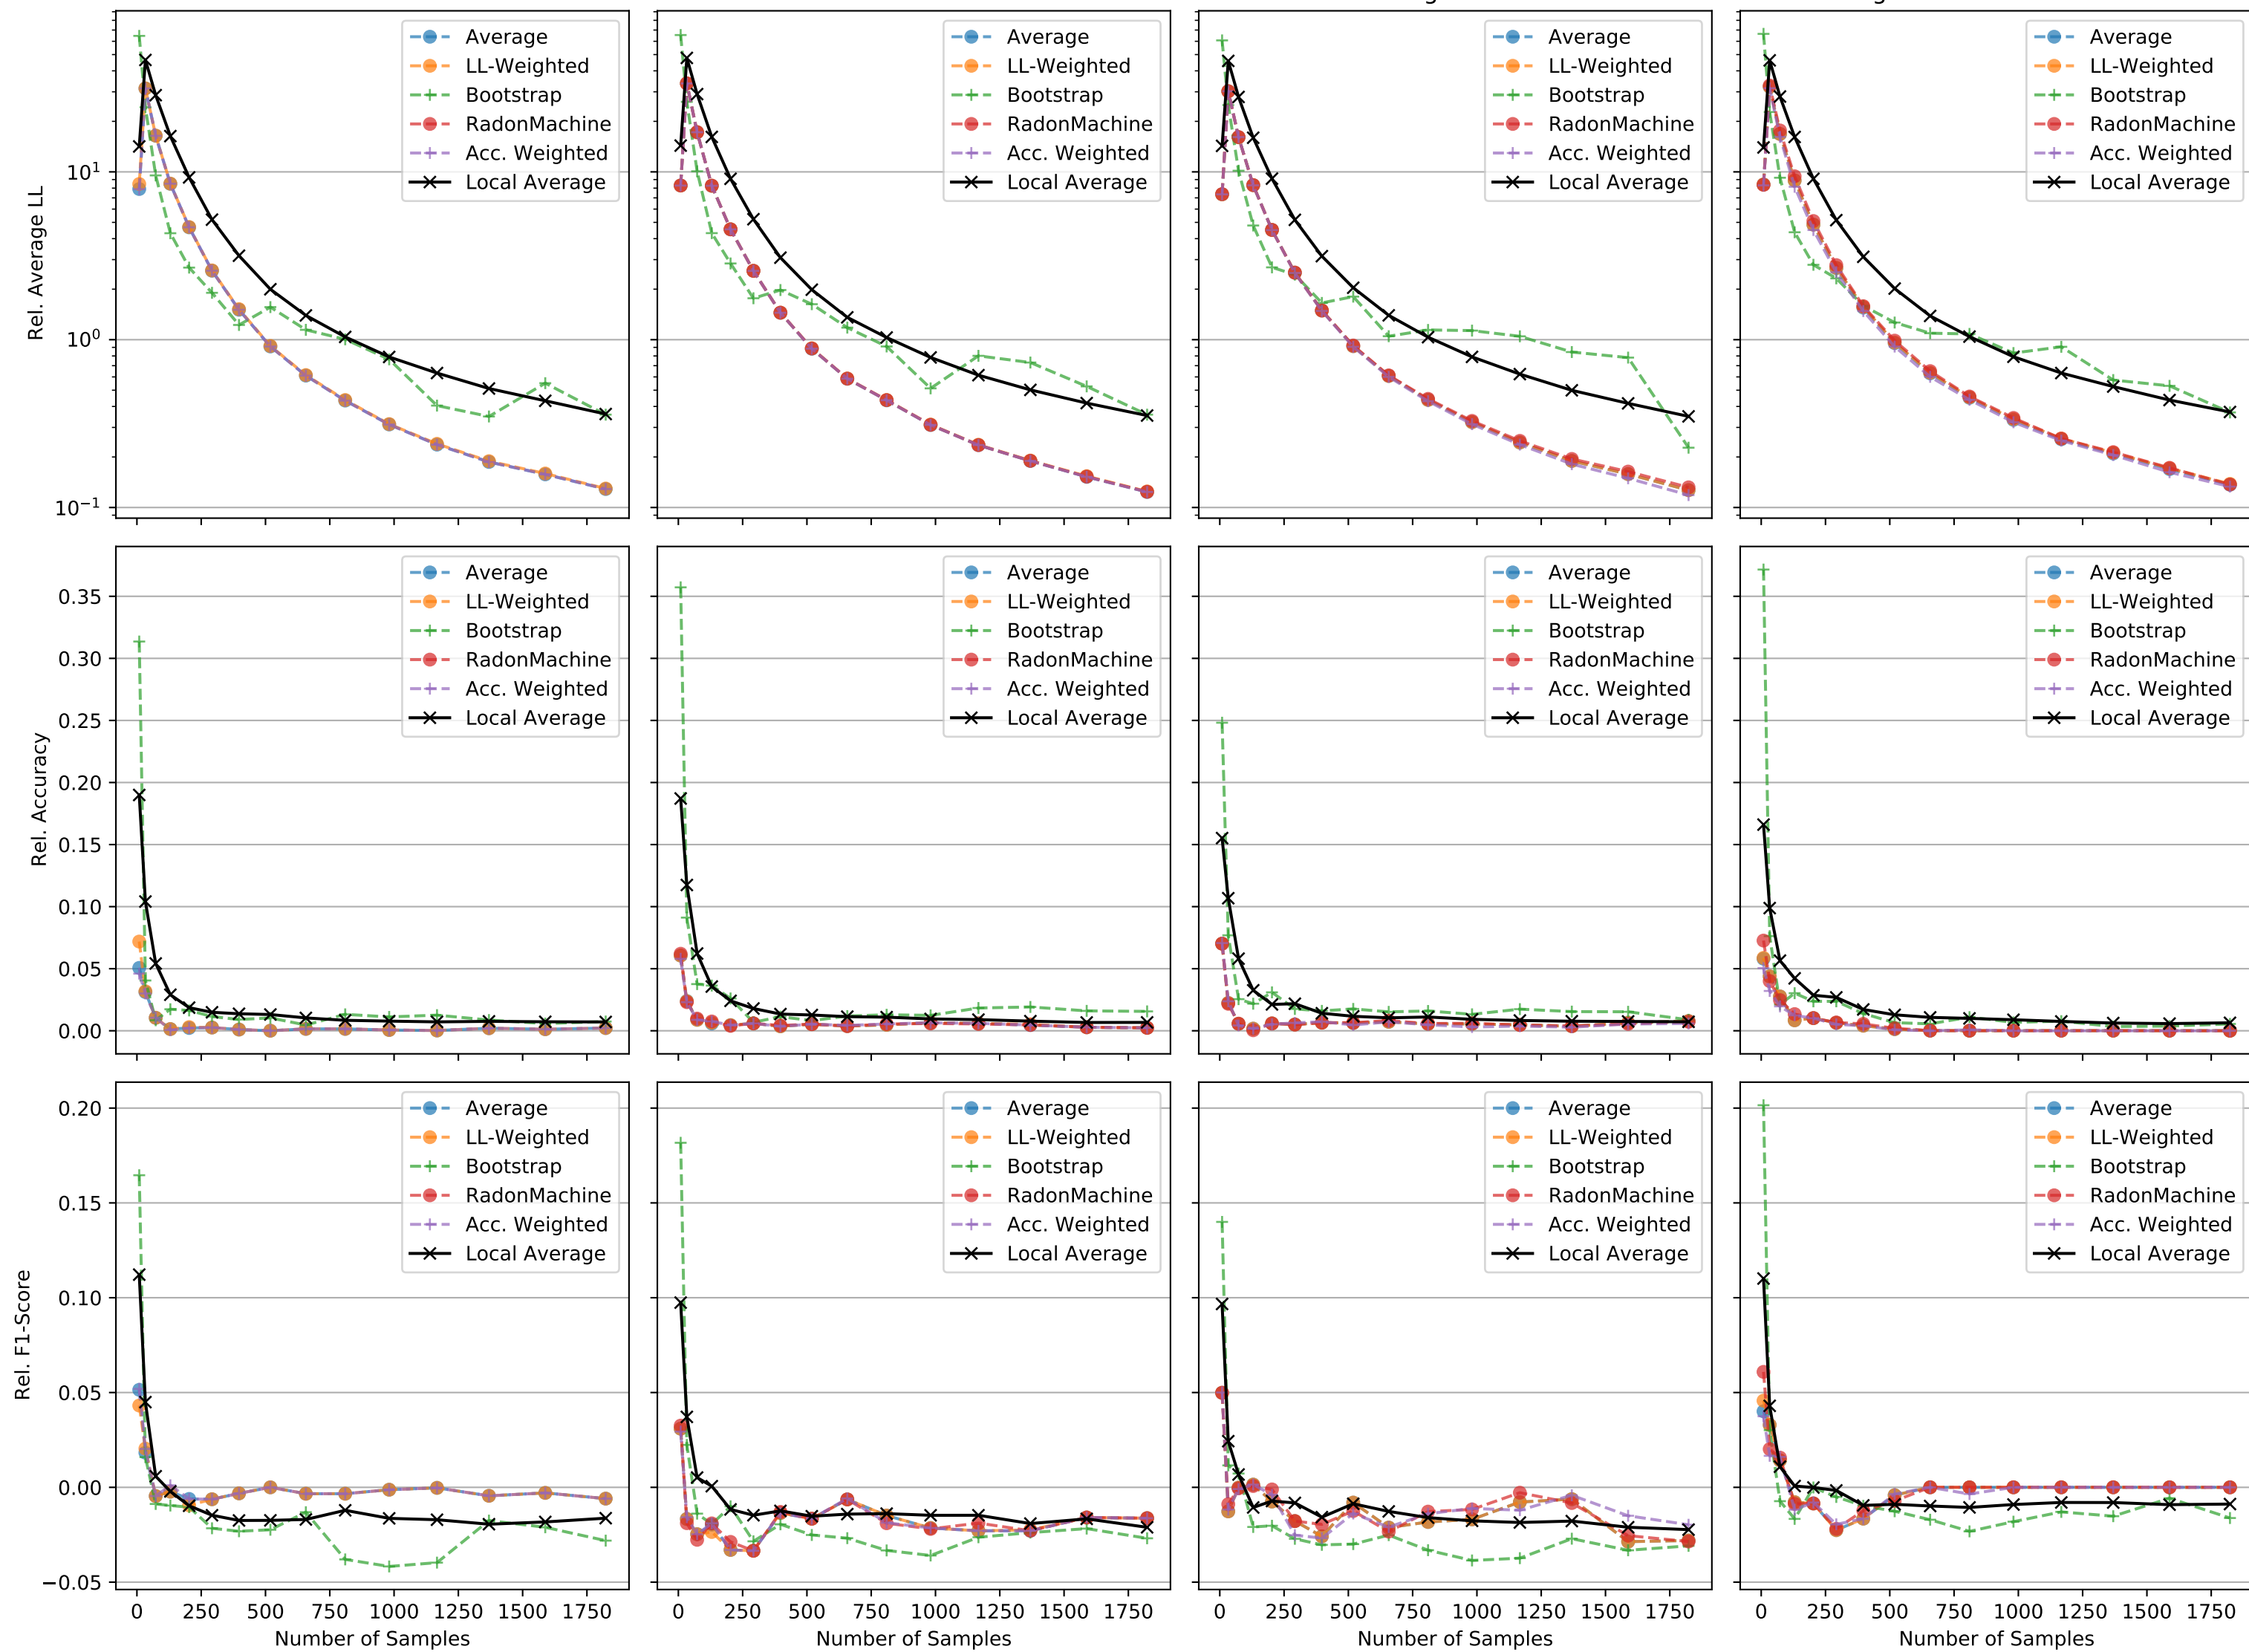 Average
LL-Weighted
Bootstrap
RadonMachine
Acc. Weighted
Local Average
Average
LL-Weighted
Bootstrap
RadonMachine
Acc. Weighted
Local Average
Average
LL-Weighted
Bootstrap
RadonMachine
Acc. Weighted
Local Average
Average
LL-Weighted
Bootstrap
RadonMachine
Acc. Weighted
Local Average
Rel. Average LL
10¹
10⁰
10⁻¹
Average
LL-Weighted
Bootstrap
RadonMachine
Acc. Weighted
Local Average
Average
LL-Weighted
Bootstrap
RadonMachine
Acc. Weighted
Local Average
Average
LL-Weighted
Bootstrap
RadonMachine
Acc. Weighted
Local Average
Average
LL-Weighted
Bootstrap
RadonMachine
Acc. Weighted
Local Average
Rel. Accuracy
0.35
0.30
0.25
0.20
0.15
0.10
0.05
0.00
Average
LL-Weighted
Bootstrap
RadonMachine
Acc. Weighted
Local Average
Average
LL-Weighted
Bootstrap
RadonMachine
Acc. Weighted
Local Average
Average
LL-Weighted
Bootstrap
RadonMachine
Acc. Weighted
Local Average
Average
LL-Weighted
Bootstrap
RadonMachine
Acc. Weighted
Local Average
Rel. F1-Score
0.20
0.15
0.10
0.05
0.00
−0.05
0 250 500 750 1000 1250 1500 1750
0 250 500 750 1000 1250 1500 1750
0 250 500 750 1000 1250 1500 1750
0 250 500 750 1000 1250 1500 1750
Number of Samples
Number of Samples
Number of Samples
Number of Samples